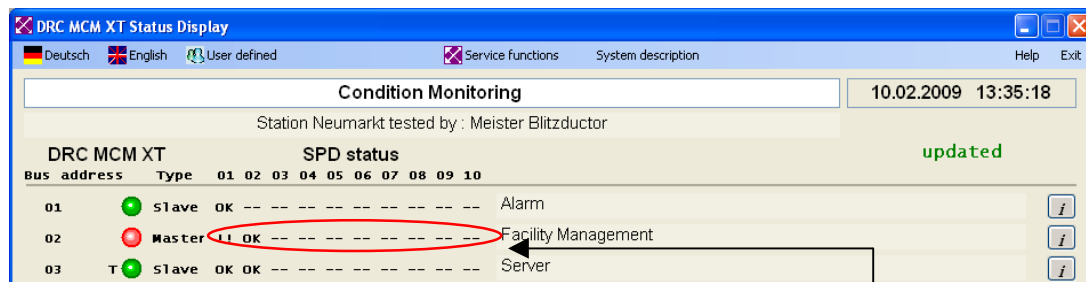 DRC MCM XT Status Display
Deutsch English User defined Service functions System description Help Exit
Condition Monitoring 10.02.2009 13:35:18
Station Neumarkt tested by : Meister Blitzductor
DRC MCM XT SPD status updated
Bus address Type 01 02 03 04 05 06 07 08 09 10
01 Slave OK -- -- -- -- -- -- -- -- -- Alarm i
02 Master !! OK -- -- -- -- -- -- -- -- Facility Management i
03 T Slave OK OK -- -- -- -- -- -- -- -- Server i